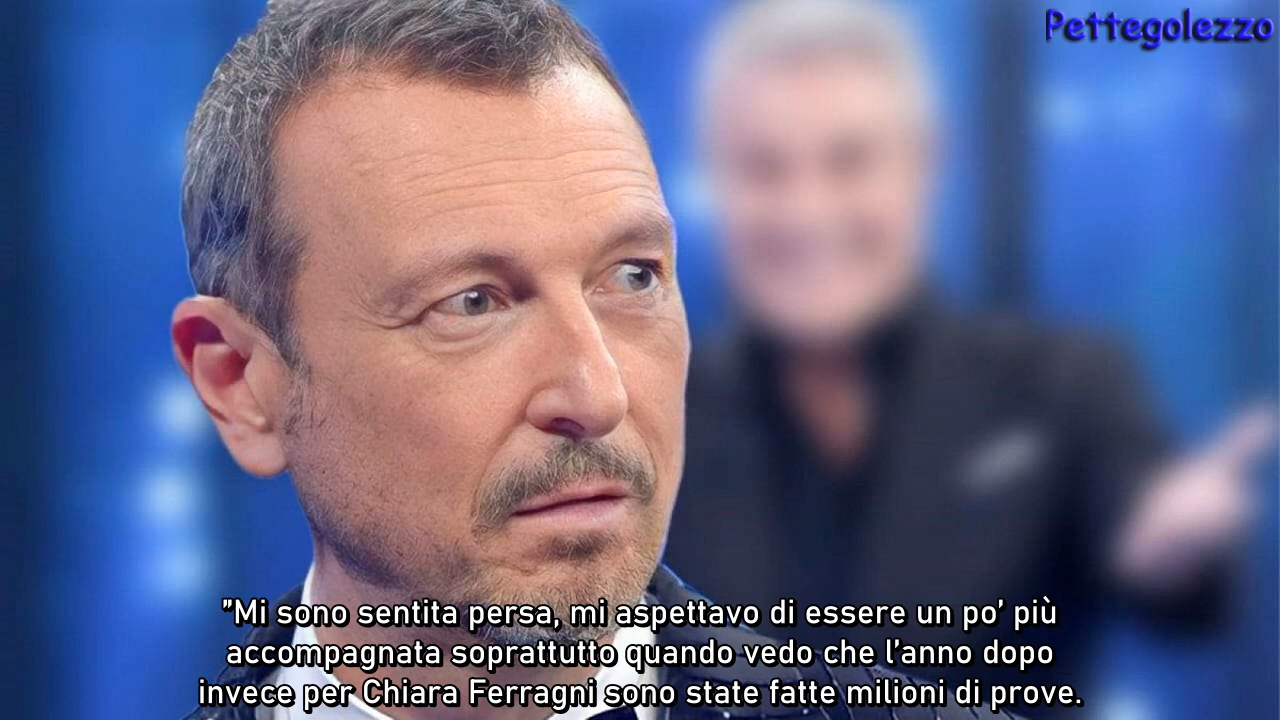 Pettegolezzo
"Mi sono sentita persa, mi aspettavo di essere un po' più
accompagnata soprattutto quando vedo che l'anno dopo
invece per Chiara Ferragni sono state fatte milioni di prove.